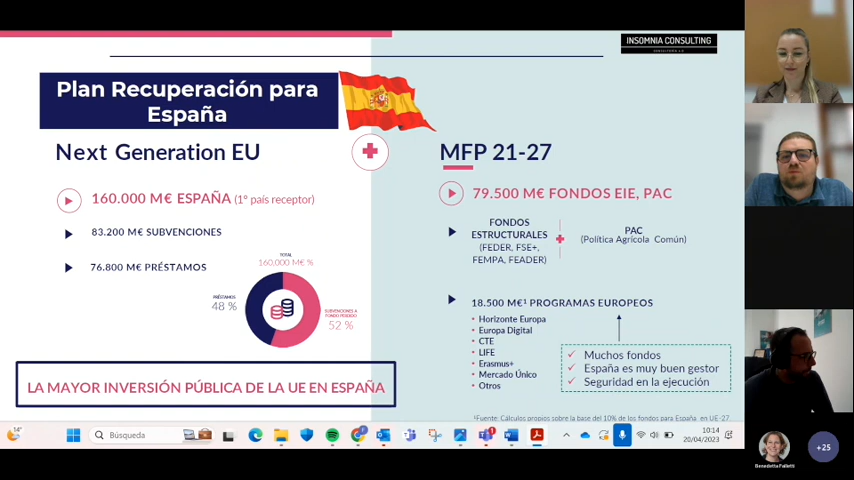 INSOMNIA CONSULTING
Plan Recuperación para
España
Next Generation EU
160.000 M€ ESPAÑA (1º país receptor)
83.200 M€ SUBVENCIONES
76.800 M€ PRÉSTAMOS
TOTAL
160.000 M€ %
PRÉSTAMOS
48 %
SUBVENCIONES A
FONDO PERDIDO
52 %
LA MAYOR INVERSIÓN PÚBLICA DE LA UE EN ESPAÑA
MFP 21-27
79.500 M€ FONDOS EIE, PAC
FONDOS
ESTRUCTURALES
(FEDER, FSE+,
FEMPA, FEADER)
PAC
(Política Agrícola Común)
18.500 M€¹ PROGRAMAS EUROPEOS
Horizonte Europa
Europa Digital
CTE
LIFE
Erasmus+
Mercado Único
Otros
Muchos fondos
España es muy buen gestor
Seguridad en la ejecución
¹Fuente: Cálculos propios sobre la base del 10% de los fondos para España en UE-27.
14°
Búsqueda
10:14
20/04/2023
Benedetta Falletti
+25